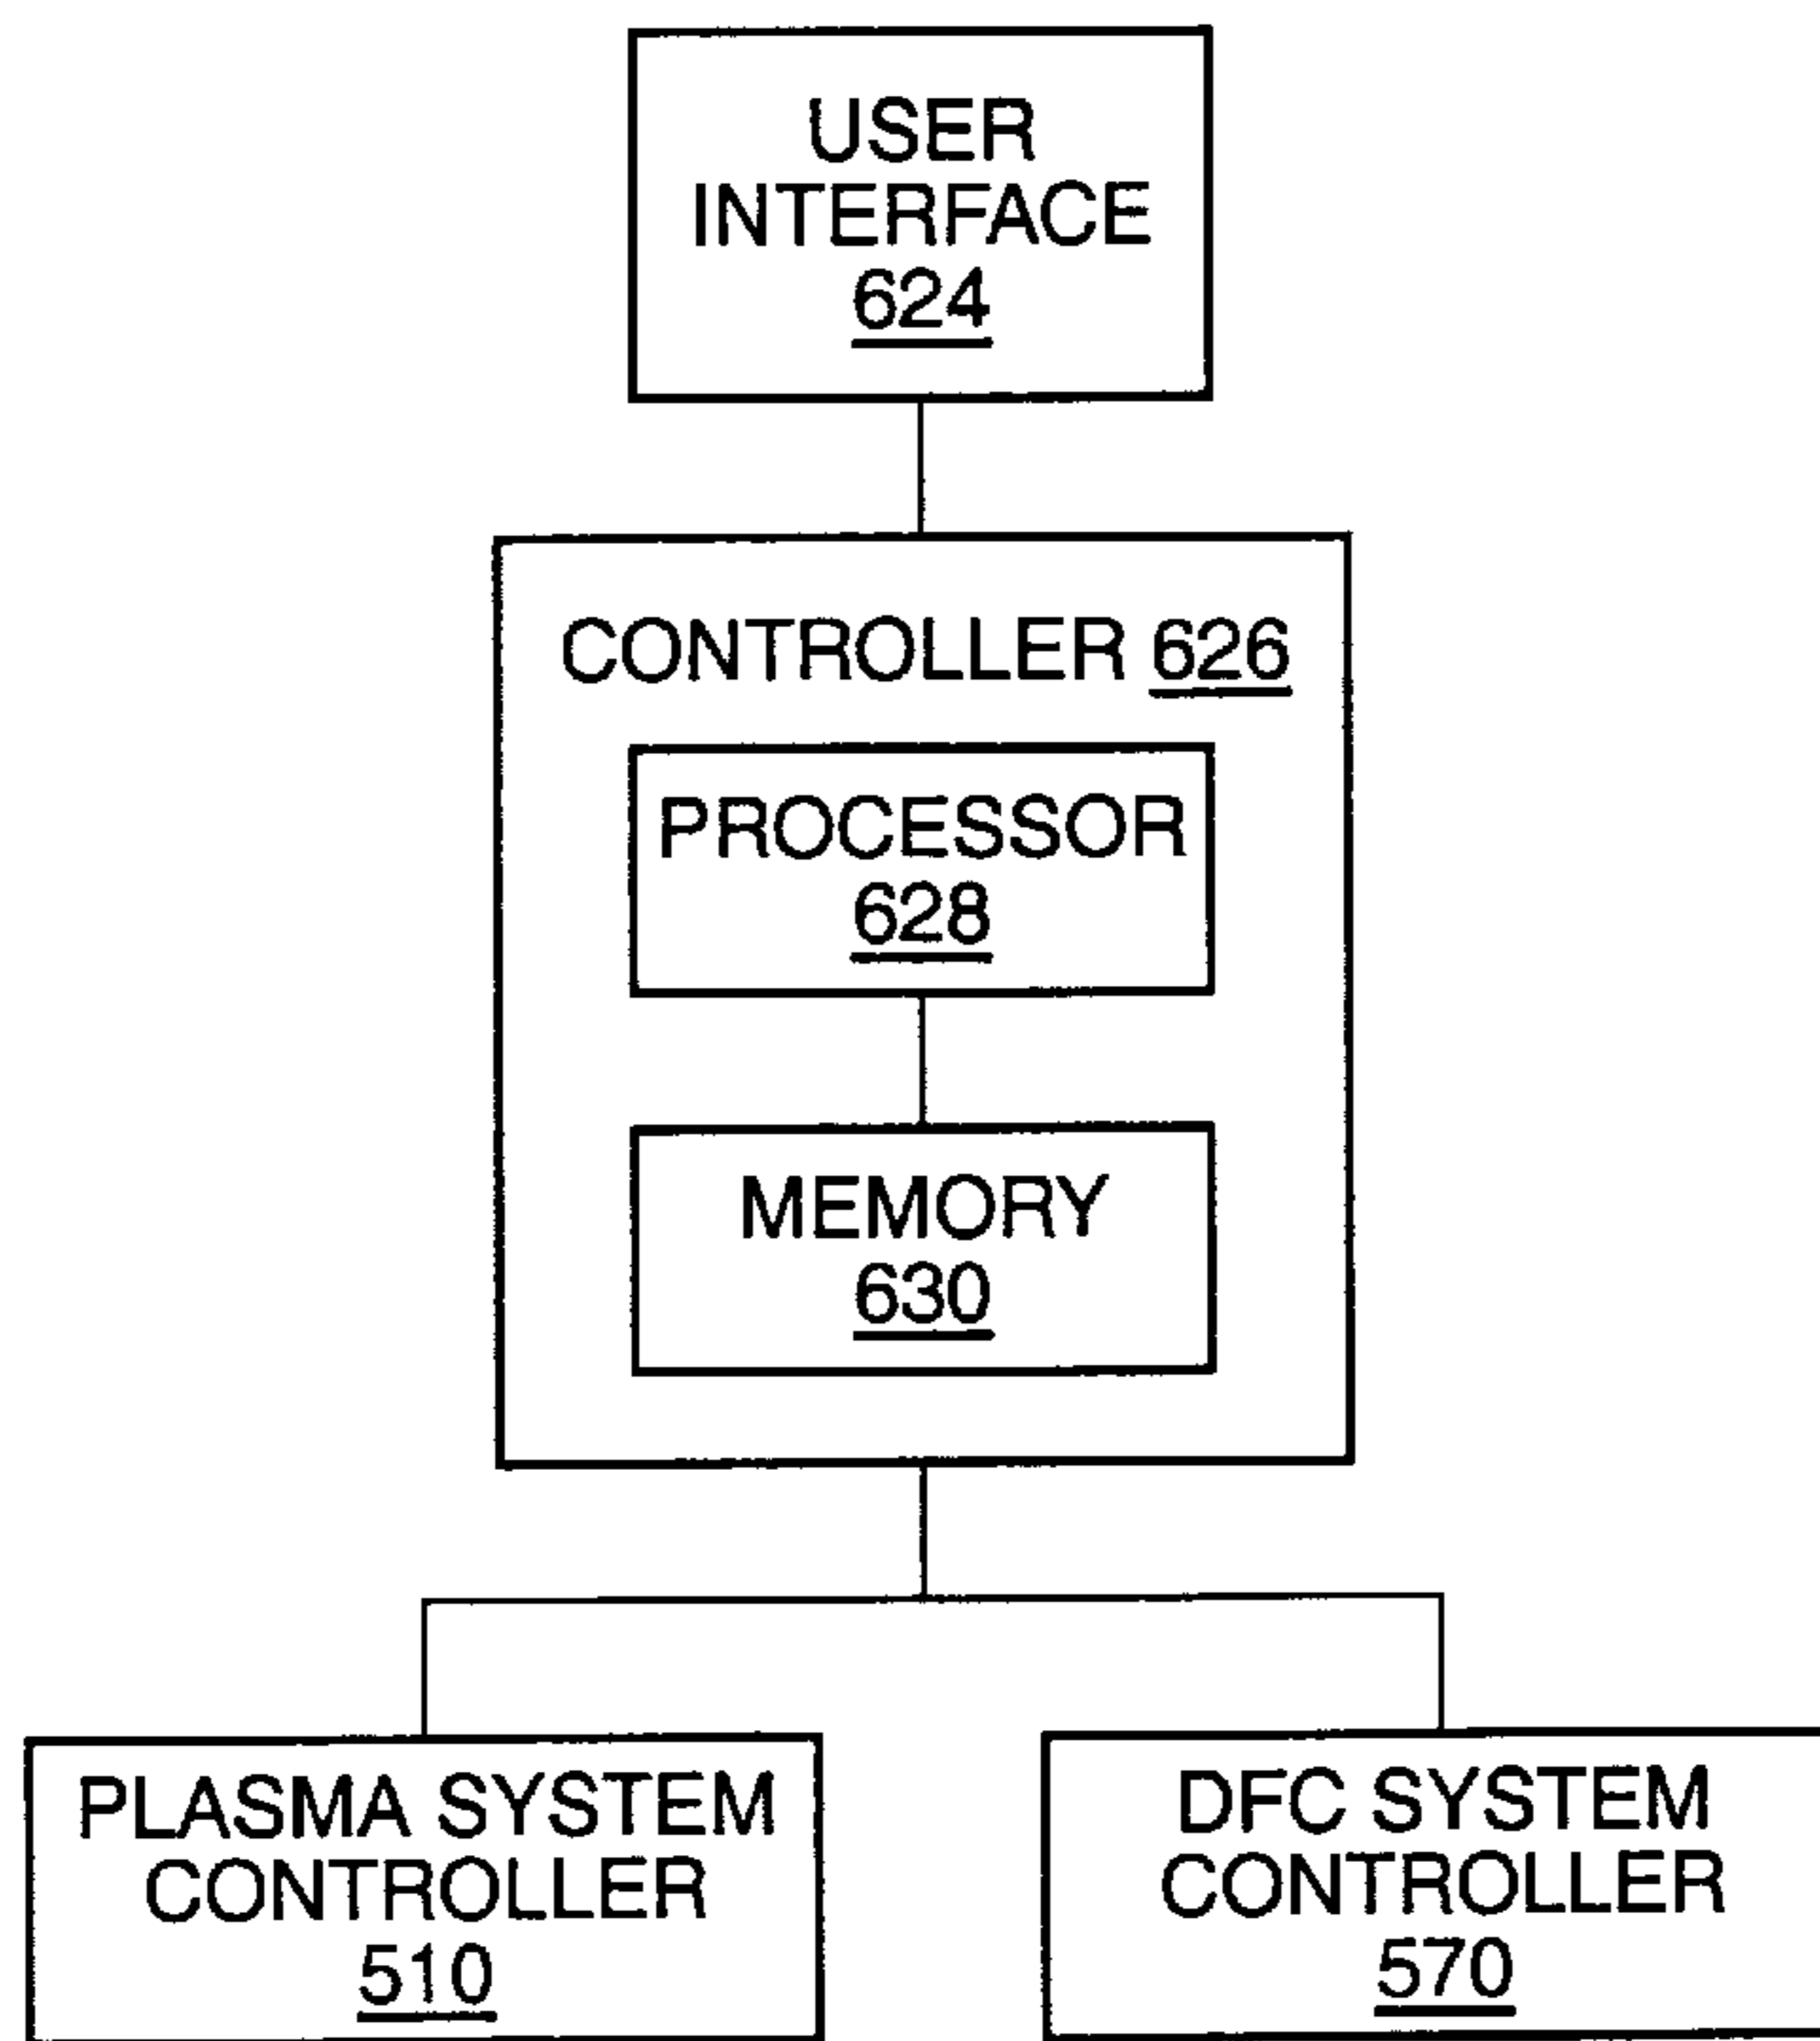 USER
INTERFACE
624
CONTROLLER 626
PROCESSOR
628
MEMORY
630
PLASMA SYSTEM
CONTROLLER
510
DFC SYSTEM
CONTROLLER
570